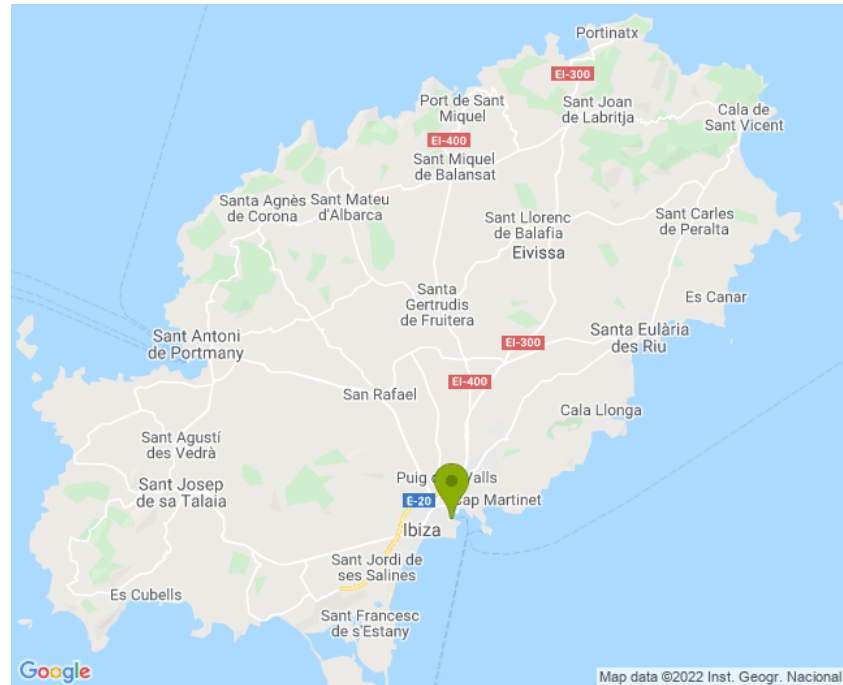 Portinatx
EI-300
Port de Sant
Miquel
Sant Joan
de Labritja
Cala de
Sant Vicent
EI-400
Sant Miquel
de Balansat
Santa Agnès
de Corona
Sant Mateu
d'Albarca
Sant Llorenc
de Balafia
Sant Carles
de Peralta
Eivissa
Santa
Gertrudis
de Fruitera
Es Canar
Sant Antoni
de Portmany
Santa Eulària
des Riu
EI-300
EI-400
San Rafael
Cala Llonga
Sant Agustí
des Vedrà
Puig d
Valls
Sant Josep
de sa Talaia
E-20
Cap Martinet
Ibiza
Sant Jordi de
ses Salines
Es Cubells
Sant Francesc
de s'Estany
Google
Map data ©2022 Inst. Geogr. Nacional